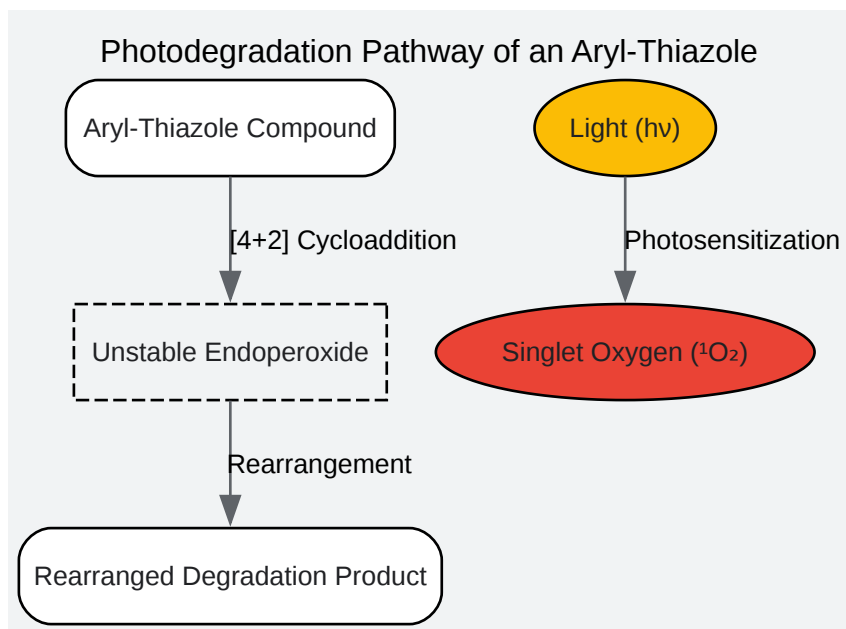 Photodegradation Pathway of an Aryl-Thiazole
Aryl-Thiazole Compound
Light (hν)
[4+2] Cycloaddition
Photosensitization
Unstable Endoperoxide
Singlet Oxygen (¹O₂)
Rearrangement
Rearranged Degradation Product